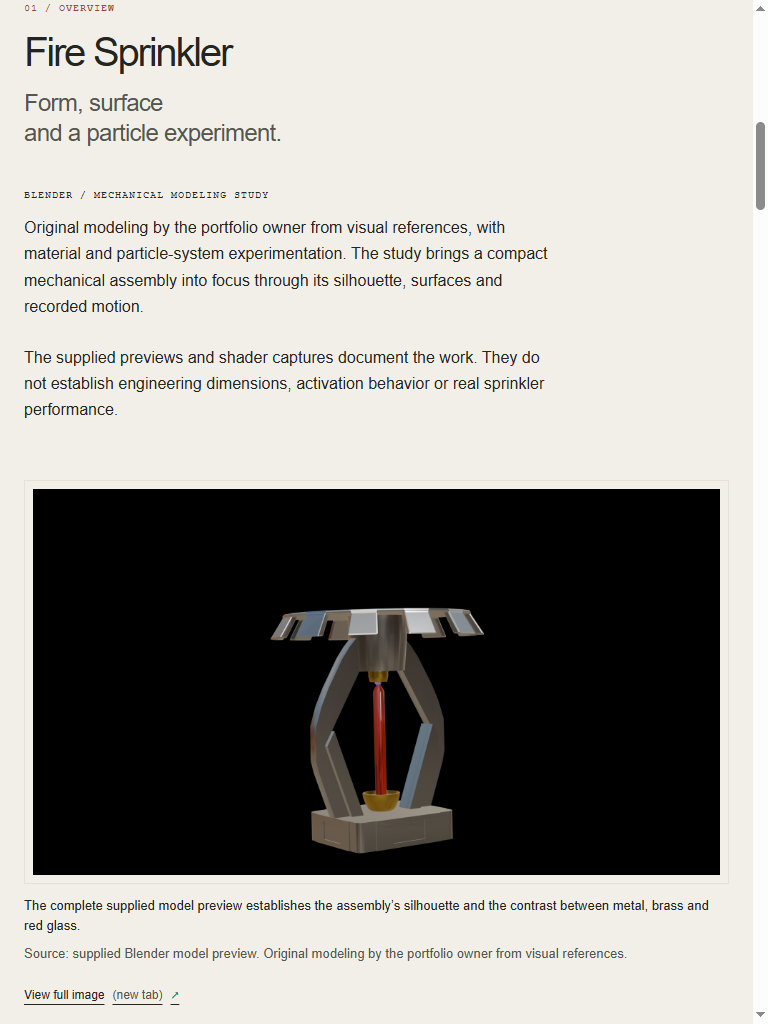 01 / OVERVIEW
Fire Sprinkler
Form, surface
and a particle experiment.
BLENDER / MECHANICAL MODELING STUDY
Original modeling by the portfolio owner from visual references, with
material and particle-system experimentation. The study brings a compact
mechanical assembly into focus through its silhouette, surfaces and
recorded motion.
The supplied previews and shader captures document the work. They do
not establish engineering dimensions, activation behavior or real sprinkler
performance.
The complete supplied model preview establishes the assembly’s silhouette and the contrast between metal, brass and
red glass.
Source: supplied Blender model preview. Original modeling by the portfolio owner from visual references.
View full image (new tab) ↗